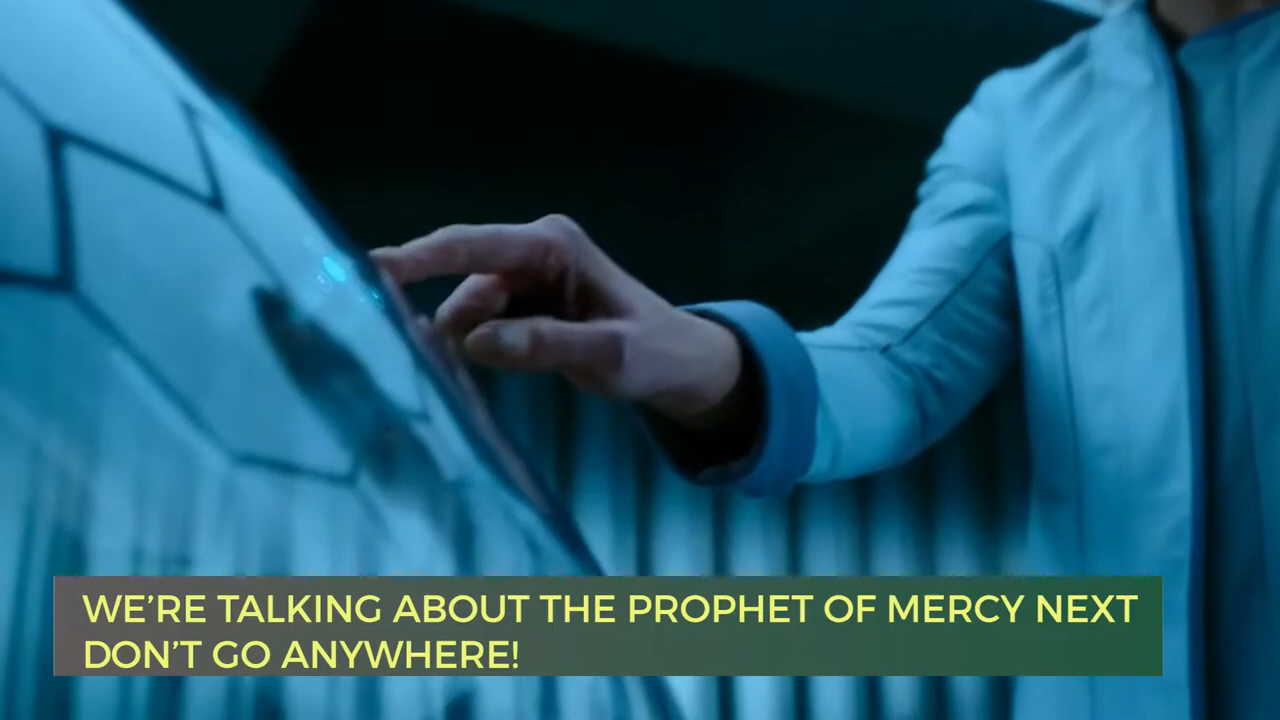 WE'RE TALKING ABOUT THE PROPHET OF MERCY NEXT
DON'T GO ANYWHERE!